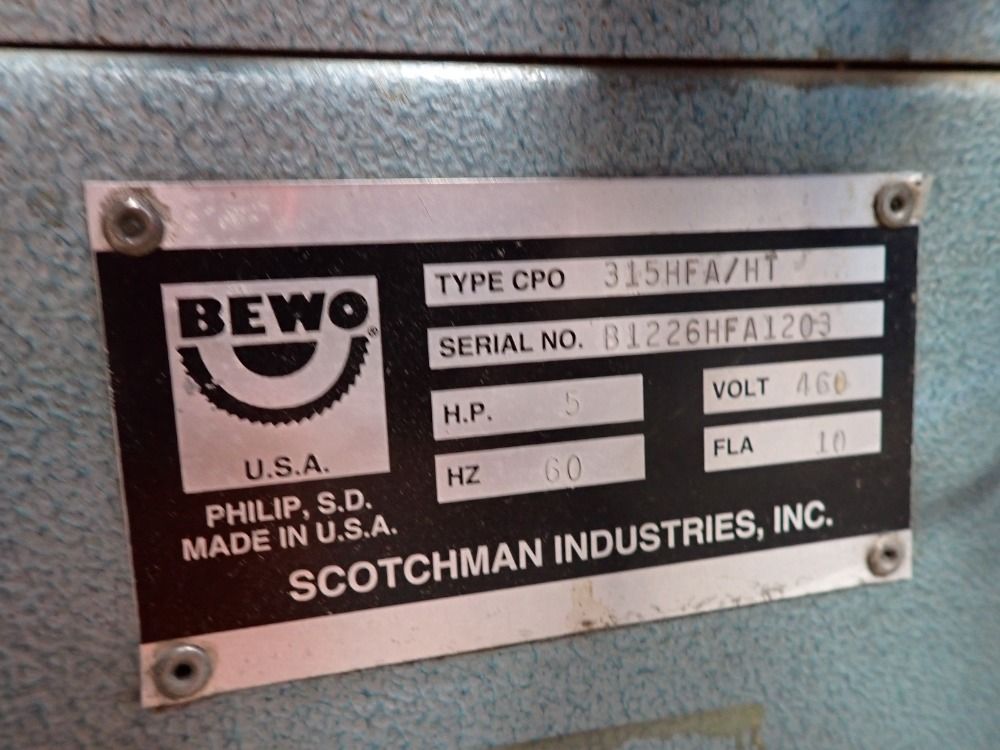 BEWO®
U.S.A.
PHILIP, S.D.
MADE IN U.S.A.
TYPE CPO 315HFA/HT
SERIAL NO. B1226HFA1203
H.P. 5
VOLT 460
HZ 60
FLA 10
SCOTCHMAN INDUSTRIES, INC.